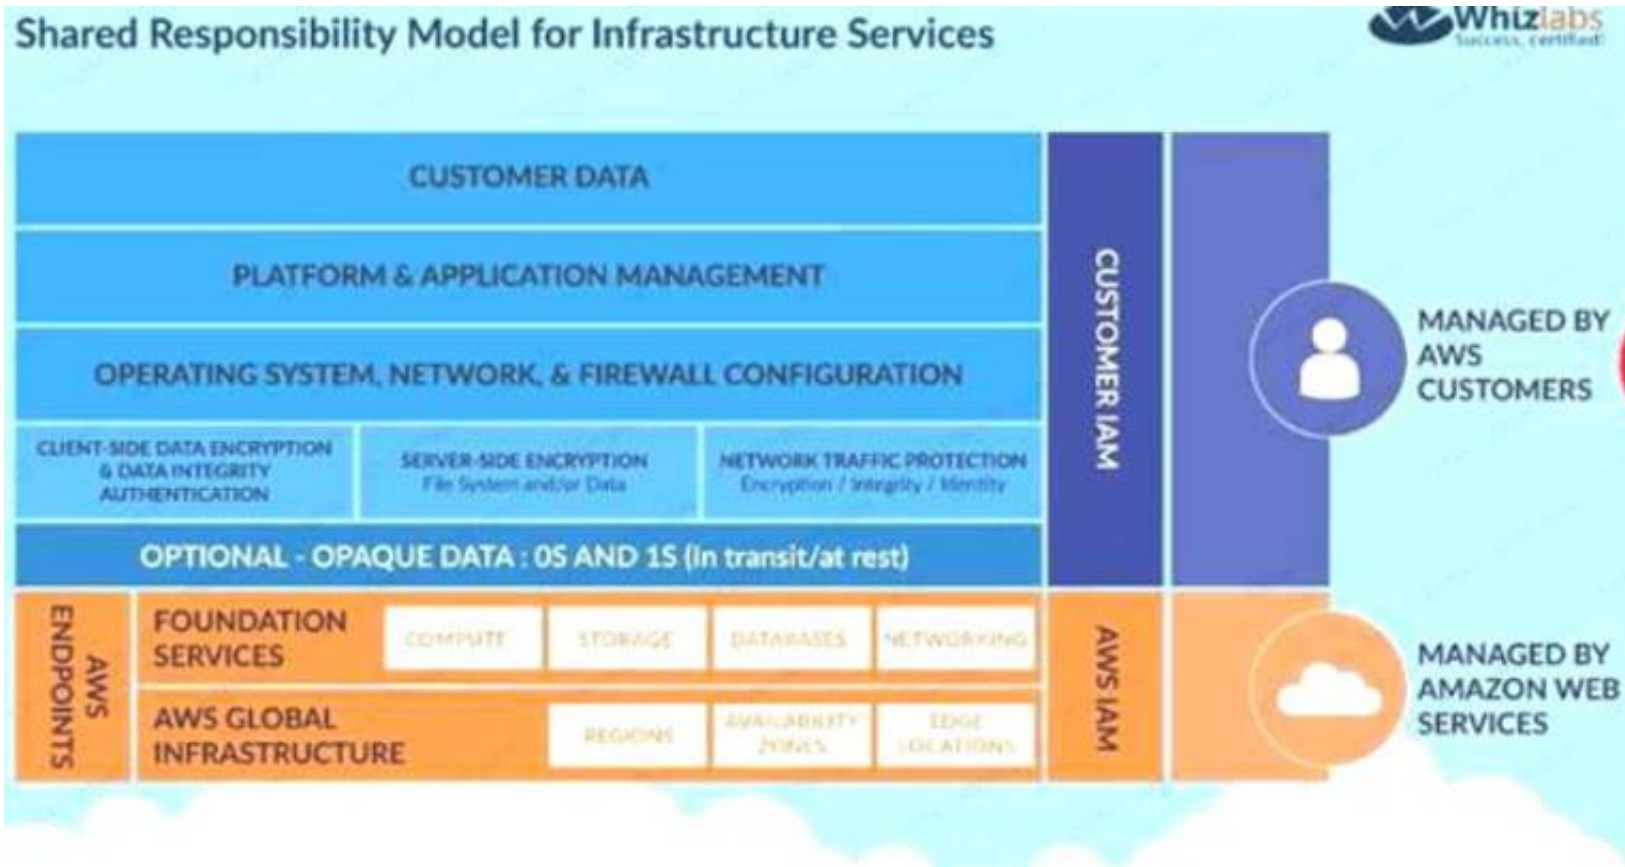 Shared Responsibility Model for Infrastructure Services
Whizlabs
Success, certified!
CUSTOMER DATA
PLATFORM & APPLICATION MANAGEMENT
OPERATING SYSTEM, NETWORK, & FIREWALL CONFIGURATION
CLIENT-SIDE DATA ENCRYPTION
& DATA INTEGRITY
AUTHENTICATION
SERVER-SIDE ENCRYPTION
File System and/or Data
NETWORK TRAFFIC PROTECTION
Encryption / Integrity / Identity
OPTIONAL - OPAQUE DATA : 0S AND 1S (In transit/at rest)
CUSTOMER IAM
MANAGED BY
AWS
CUSTOMERS
AWS
ENDPOINTS
FOUNDATION
SERVICES
COMPUTE
STORAGE
DATABASES
NETWORKING
AWS GLOBAL
INFRASTRUCTURE
REGIONS
AVAILABILITY
ZONES
EDGE
LOCATIONS
AWS IAM
MANAGED BY
AMAZON WEB
SERVICES